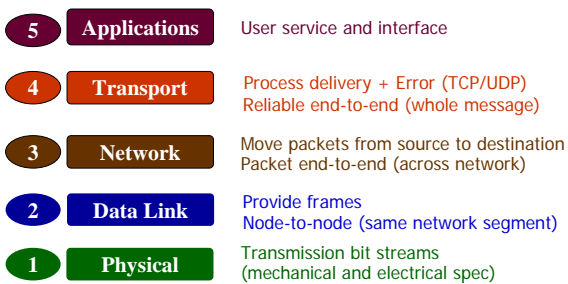 5 Applications User service and interface
4 Transport Process delivery + Error (TCP/UDP)
Reliable end-to-end (whole message)
3 Network Move packets from source to destination
Packet end-to-end (across network)
2 Data Link Provide frames
Node-to-node (same network segment)
1 Physical Transmission bit streams
(mechanical and electrical spec)